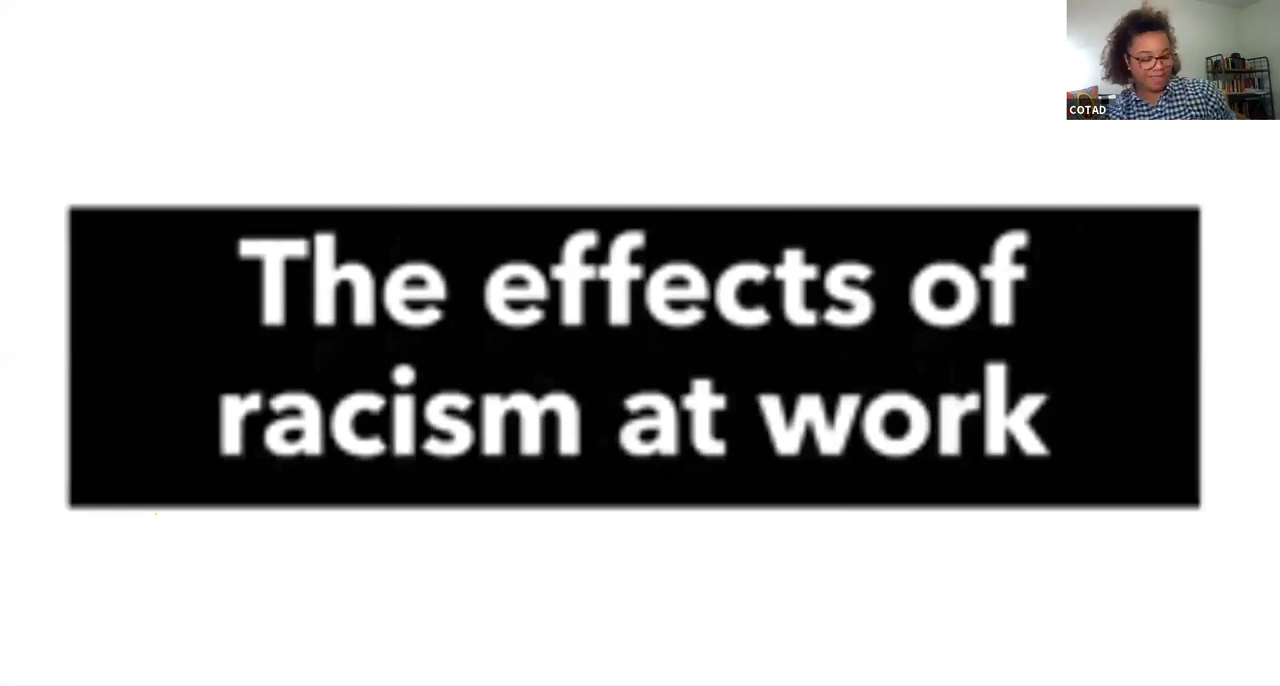 COTAD
The effects of
racism at work